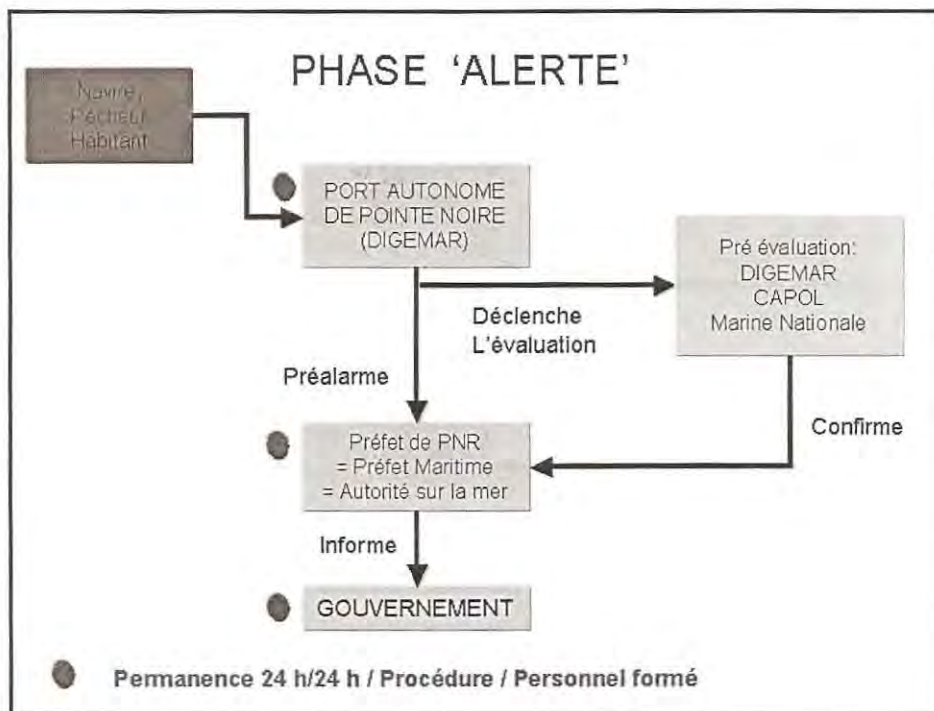 PHASE 'ALERTE'
Navire,
Pécheur
Habitant
PORT AUTONOME
DE POINTE NOIRE
(DIGEMAR)
Pré évaluation:
DIGEMAR
CAPOL
Marine Nationale
Déclenche
L'évaluation
Préalarme
Confirme
Préfet de PNR
= Préfet Maritime
= Autorité sur la mer
Informe
GOUVERNEMENT
Permanence 24 h/24 h / Procédure / Personnel formé